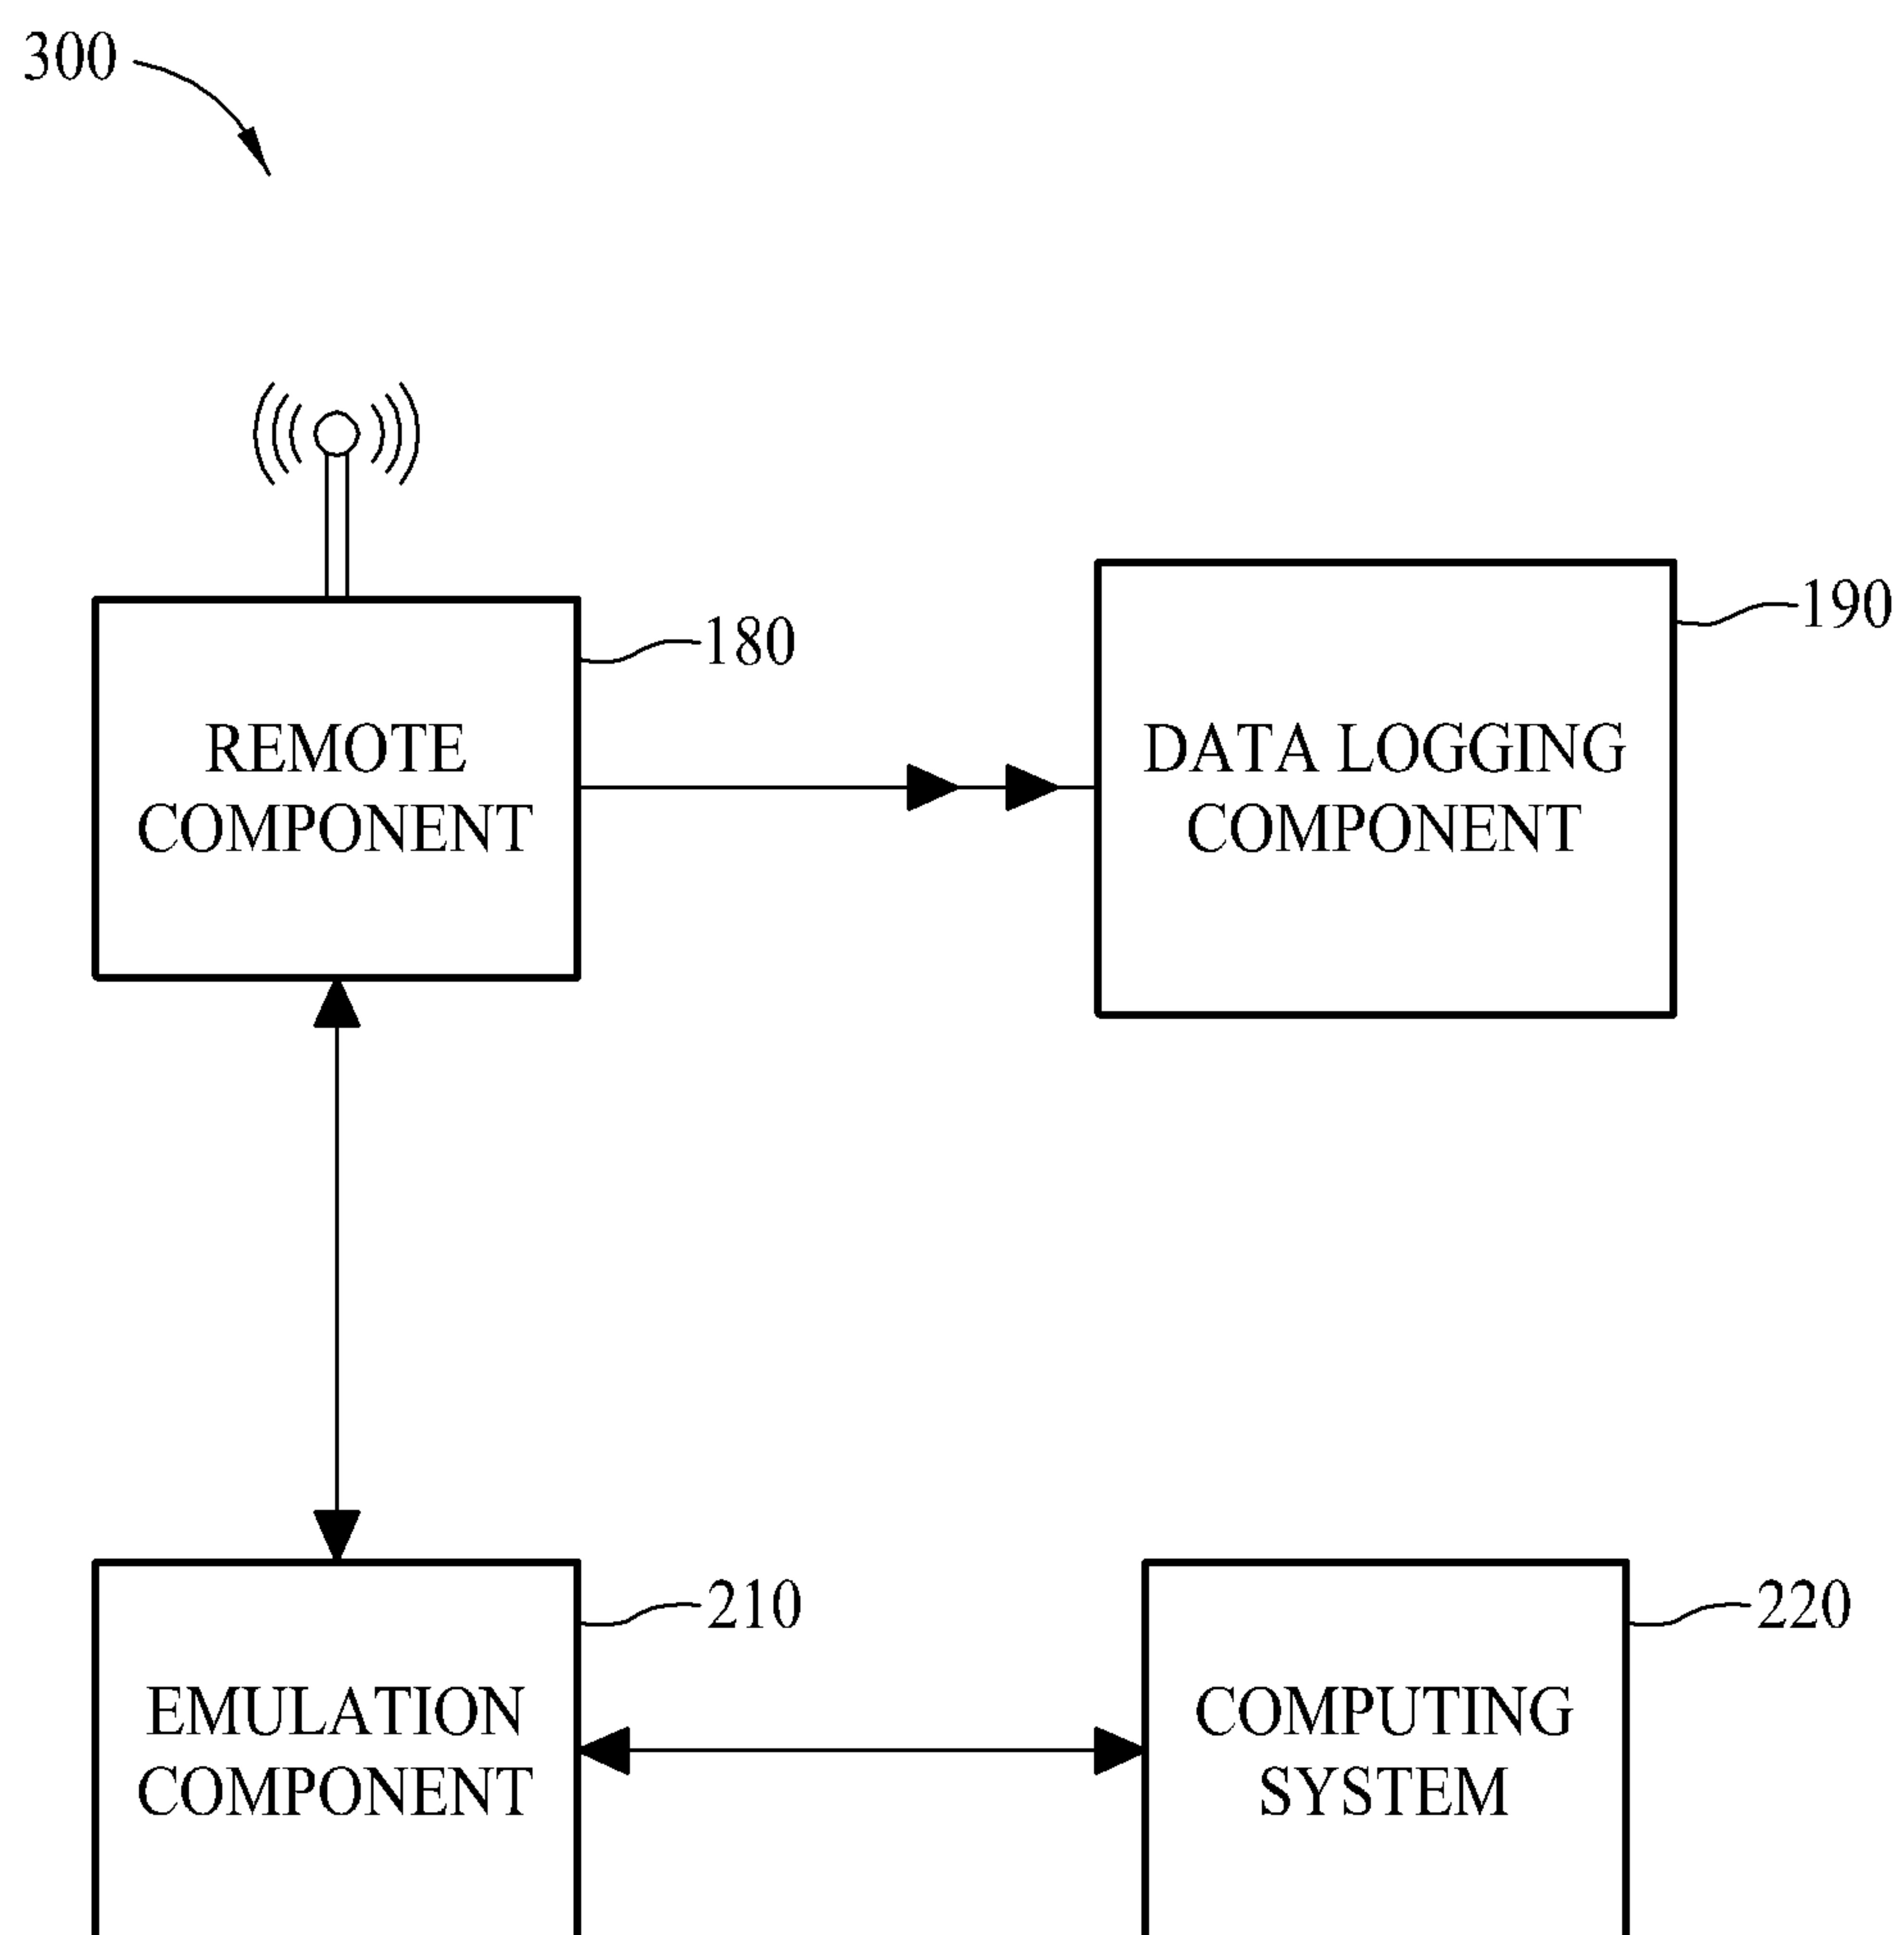 300
180
190
REMOTE
COMPONENT
DATA LOGGING
COMPONENT
210
220
EMULATION
COMPONENT
COMPUTING
SYSTEM